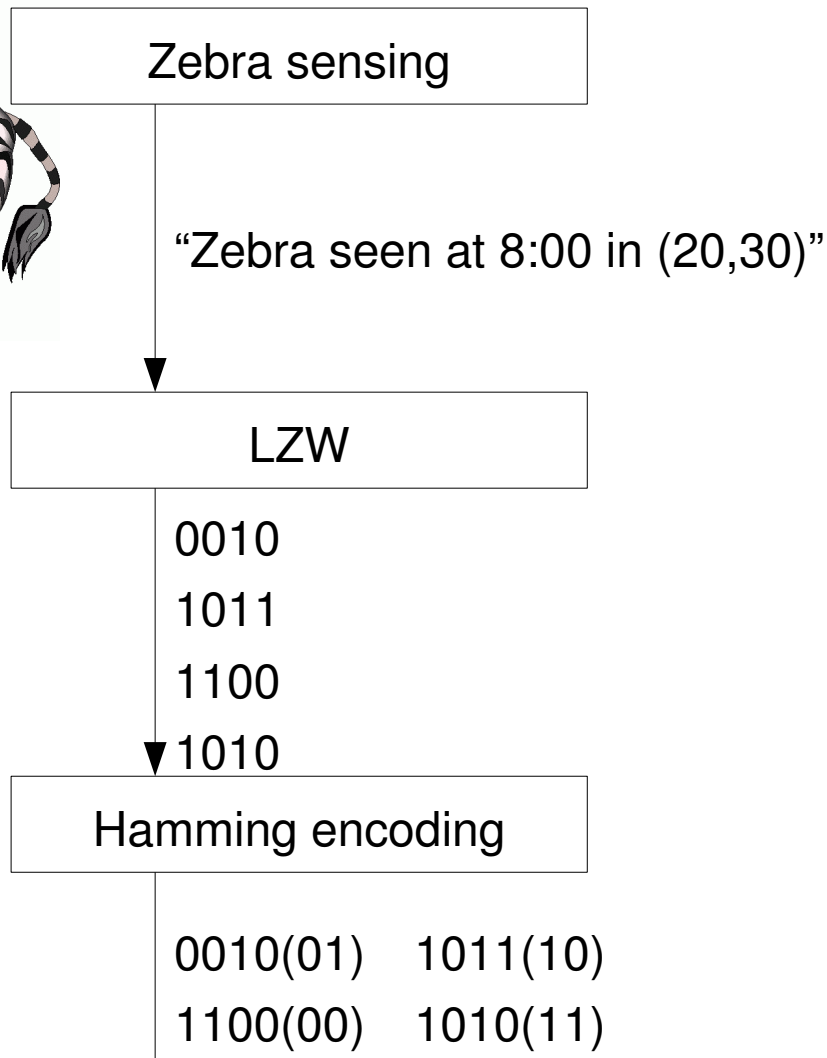 Zebra sensing
“Zebra seen at 8:00 in (20,30)”
LZW
0010
1011
1100
1010
Hamming encoding
0010(01) 1011(10)
1100(00) 1010(11)